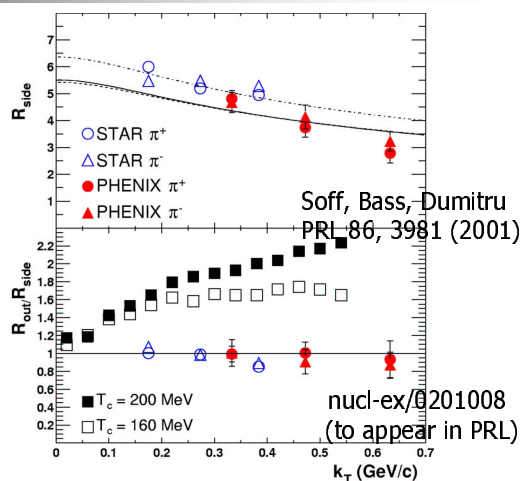 R_side
7
6
5
4
3
2
1
STAR π⁺
STAR π⁻
PHENIX π⁺
PHENIX π⁻
Soff, Bass, Dumitru
PRL 86, 3981 (2001)
R_out/R_side
2.2
2
1.8
1.6
1.4
1.2
1
0.8
0.6
0.4
0.2
T_c = 200 MeV
T_c = 160 MeV
nucl-ex/0201008
(to appear in PRL)
0 0.1 0.2 0.3 0.4 0.5 0.6 0.7
k_T (GeV/c)